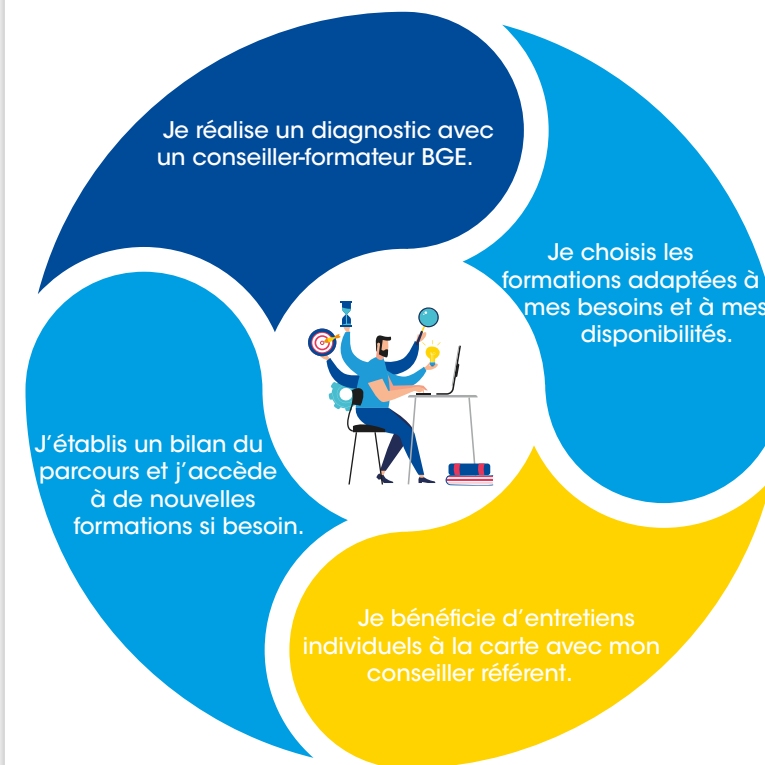 Je réalise un diagnostic avec
un conseiller-formateur BGE.
Je choisis les
formations adaptées à
mes besoins et à mes
disponibilités.
Je bénéficie d’entretiens
individuels à la carte avec mon
conseiller référent.
J’établis un bilan du
parcours et j’accède
à de nouvelles
formations si besoin.